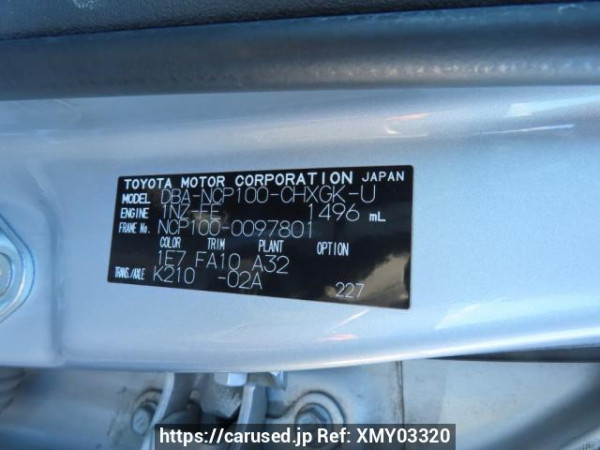 TOYOTA MOTOR CORPORATION JAPAN
MODEL DBA-NCP100-CHXGK-U
ENGINE 1NZ-FE 1496 mL
FRAME No. NCP100-0097801
COLOR TRIM PLANT OPTION
1E7 FA10 A32
TRANS./AXLE K210 -02A 227
https://carused.jp Ref: XMY03320